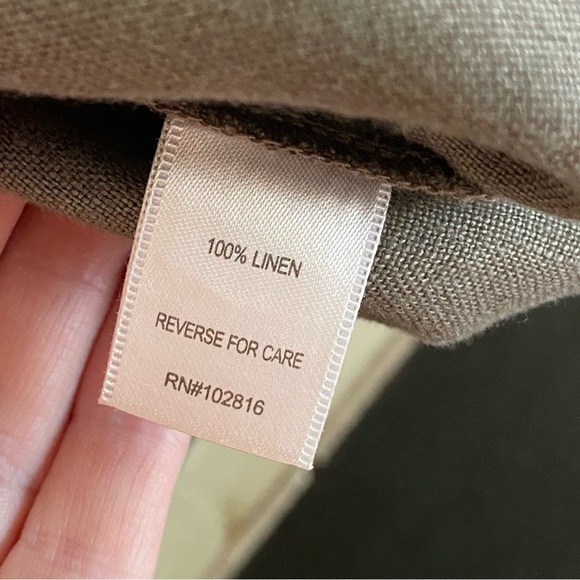 100% LINEN
REVERSE FOR CARE
RN#102816